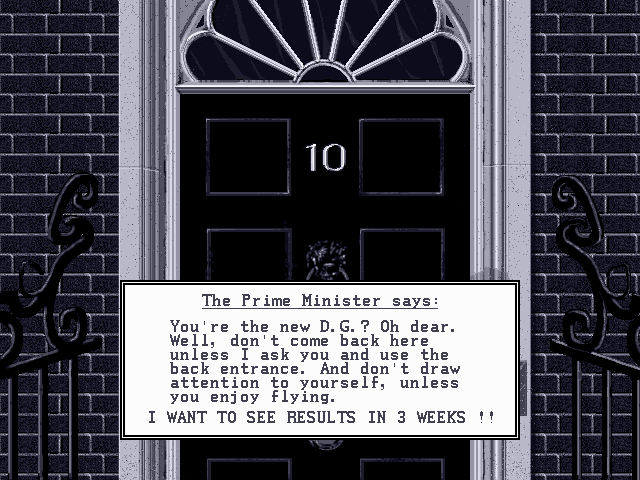 10
The Prime Minister says:
You're the new D.G.? Oh dear.
Well, don't come back here
unless I ask you and use the
back entrance. And don't draw
attention to yourself, unless
you enjoy flying.
I WANT TO SEE RESULTS IN 3 WEEKS !!